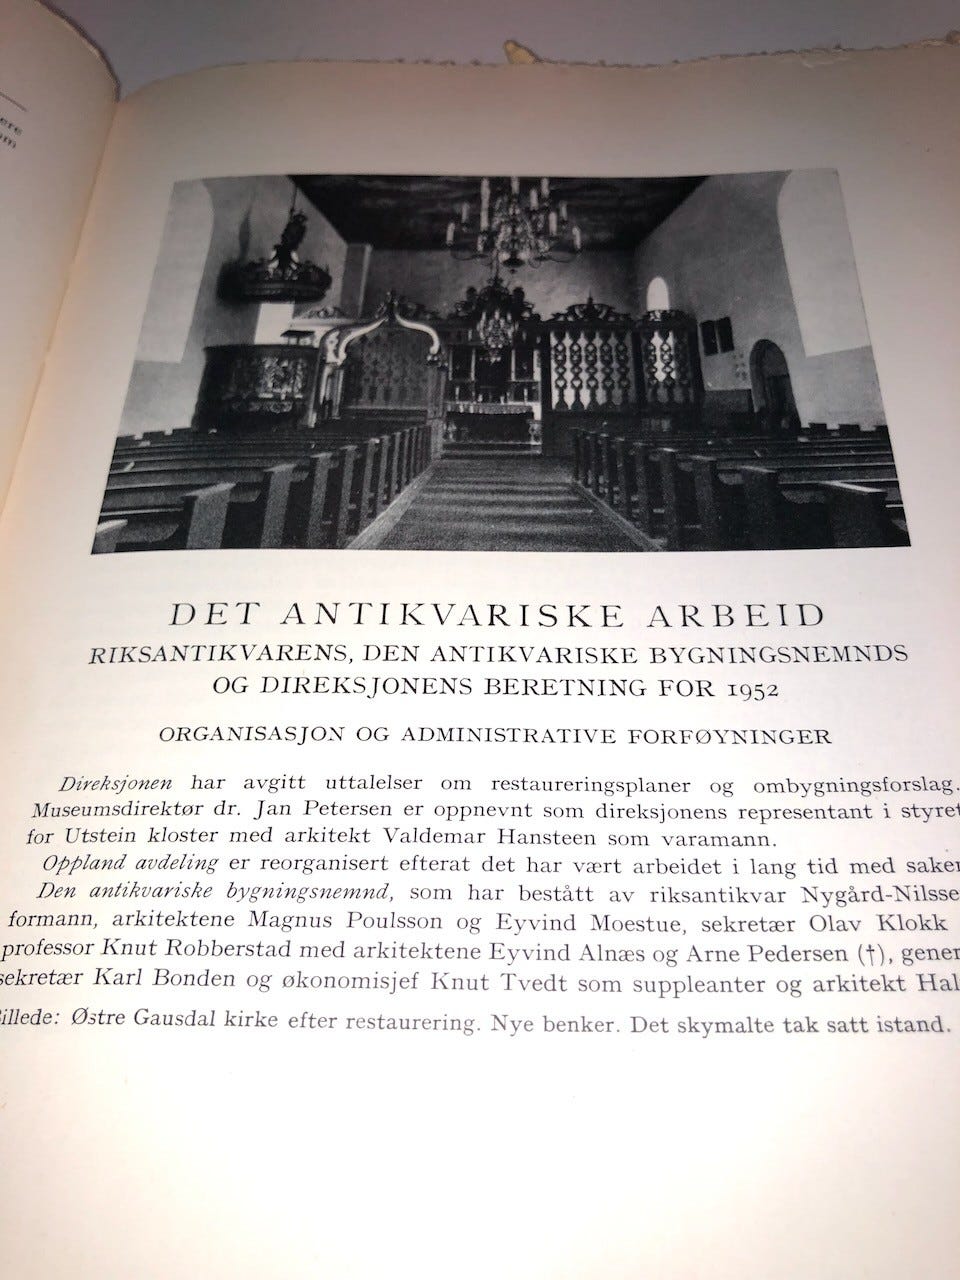 ere
om
DET ANTIKVARISKE ARBEID
RIKSANTIKVARENS, DEN ANTIKVARISKE BYGNINGSNEMNDS
OG DIREKSJONENS BERETNING FOR 1952
ORGANISASJON OG ADMINISTRATIVE FORFØYNINGER
Direksjonen har avgitt uttalelser om restaureringsplaner og ombygningsforslag.
Museumsdirektør dr. Jan Petersen er oppnevnt som direksjonens representant i styret
for Utstein kloster med arkitekt Valdemar Hansteen som varamann.
Oppland avdeling er reorganisert efterat det har vært arbeidet i lang tid med saken
Den antikvariske bygningsnemnd, som har bestått av riksantikvar Nygård-Nilsse
formann, arkitektene Magnus Poulsson og Eyvind Moestue, sekretær Olav Klokk
professor Knut Robberstad med arkitektene Eyvind Alnæs og Arne Pedersen (†), gener
sekretær Karl Bonden og økonomisjef Knut Tvedt som suppleanter og arkitekt Hal
Billede: Østre Gausdal kirke efter restaurering. Nye benker. Det skymalte tak satt istand.